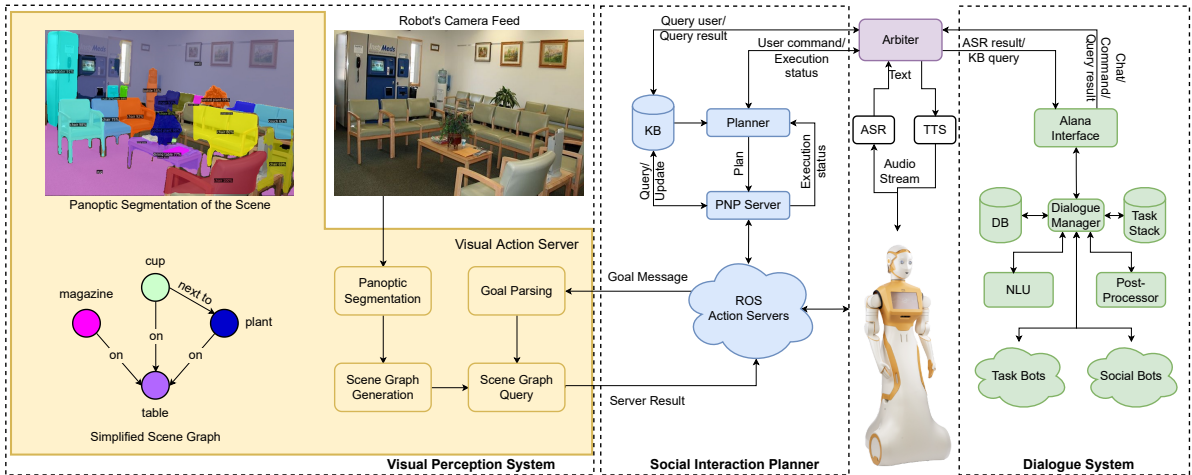 Robot's Camera Feed
Panoptic Segmentation of the Scene
Visual Action Server
Panoptic
Segmentation
Goal Parsing
Scene Graph
Generation
Scene Graph
Query
cup
magazine
next to
plant
on
on
on
table
Simplified Scene Graph
Visual Perception System
Goal Message
Server Result
Query user/
Query result
User command/
Execution
status
KB
Planner
Plan
Execution
status
Query/
Update
PNP Server
ROS
Action Servers
Social Interaction Planner
Arbiter
Text
ASR
TTS
Audio
Stream
ASR result/
KB query
Chat/
Command/
Query result
Alana
Interface
DB
Dialogue
Manager
Task
Stack
NLU
Post-
Processor
Task Bots
Social Bots
Dialogue System